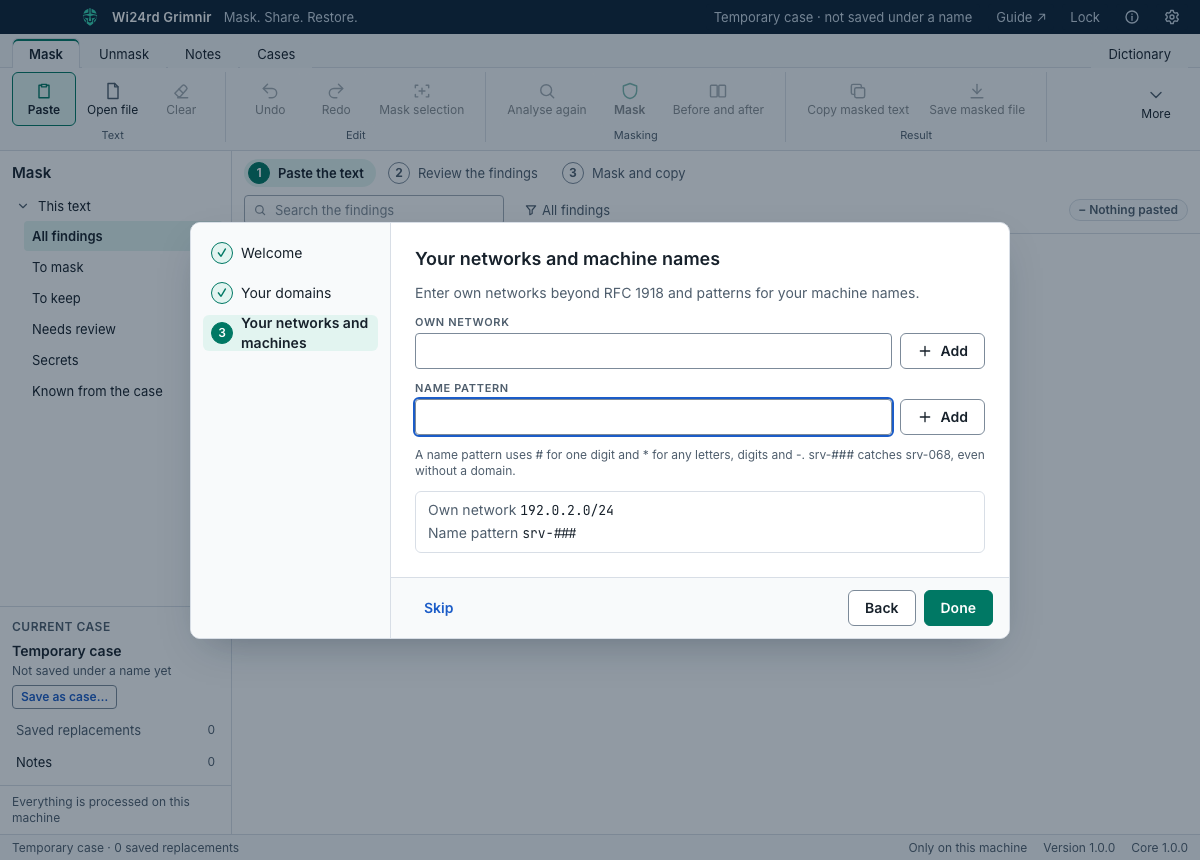 Wi24rd Grimnir Mask. Share. Restore. Temporary case · not saved under a name Guide ↗ Lock
Mask Unmask Notes Cases Dictionary
Paste Open file Clear Undo Redo Mask selection Analyse again Mask Before and after Copy masked text Save masked file More
Text Edit Masking Result
Mask
This text
All findings
To mask
To keep
Needs review
Secrets
Known from the case
1 Paste the text 2 Review the findings 3 Mask and copy
Search the findings All findings – Nothing pasted
Welcome
Your domains
3 Your networks and
machines
Your networks and machine names
Enter own networks beyond RFC 1918 and patterns for your machine names.
OWN NETWORK
+ Add
NAME PATTERN
+ Add
A name pattern uses # for one digit and * for any letters, digits and -. srv-### catches srv-068, even
without a domain.
Own network 192.0.2.0/24
Name pattern srv-###
Skip Back Done
CURRENT CASE
Temporary case
Not saved under a name yet
Save as case...
Saved replacements 0
Notes 0
Everything is processed on this
machine
Temporary case · 0 saved replacements Only on this machine Version 1.0.0 Core 1.0.0